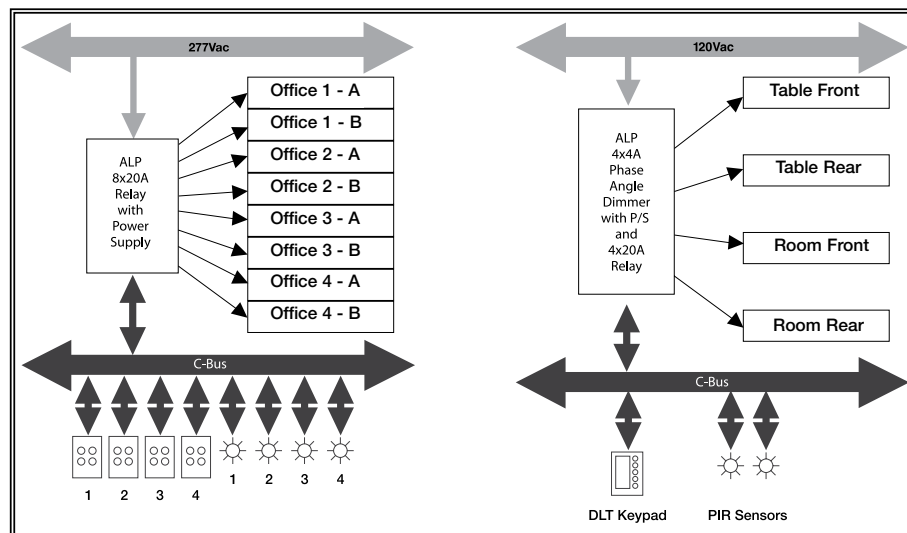 277Vac
ALP
8x20A
Relay
with
Power
Supply
Office 1 - A
Office 1 - B
Office 2 - A
Office 2 - B
Office 3 - A
Office 3 - B
Office 4 - A
Office 4 - B
C-Bus
1 2 3 4 1 2 3 4
120Vac
ALP
4x4A
Phase
Angle
Dimmer
with P/S
and
4x20A
Relay
Table Front
Table Rear
Room Front
Room Rear
C-Bus
DLT Keypad
PIR Sensors